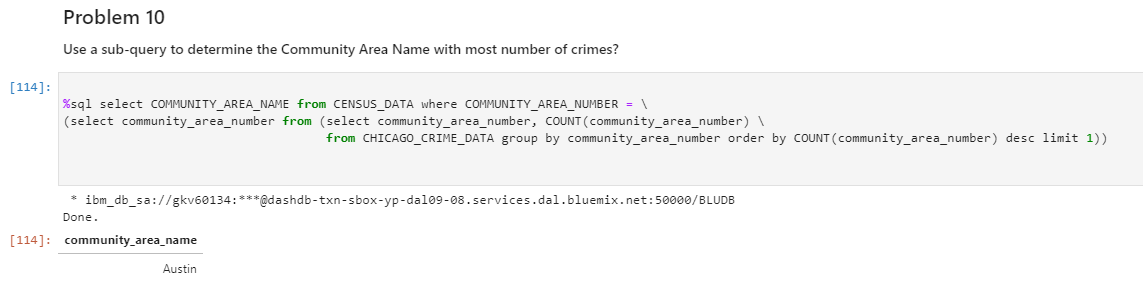 Problem 10
Use a sub-query to determine the Community Area Name with most number of crimes?
[114]:
%sql select COMMUNITY_AREA_NAME from CENSUS_DATA where COMMUNITY_AREA_NUMBER = \
(select community_area_number from (select community_area_number, COUNT(community_area_number) \
from CHICAGO_CRIME_DATA group by community_area_number order by COUNT(community_area_number) desc limit 1))
* ibm_db_sa://gkv60134:***@dashdb-txn-sbox-yp-dal09-08.services.dal.bluemix.net:50000/BLUDB
Done.
[114]: community_area_name
Austin